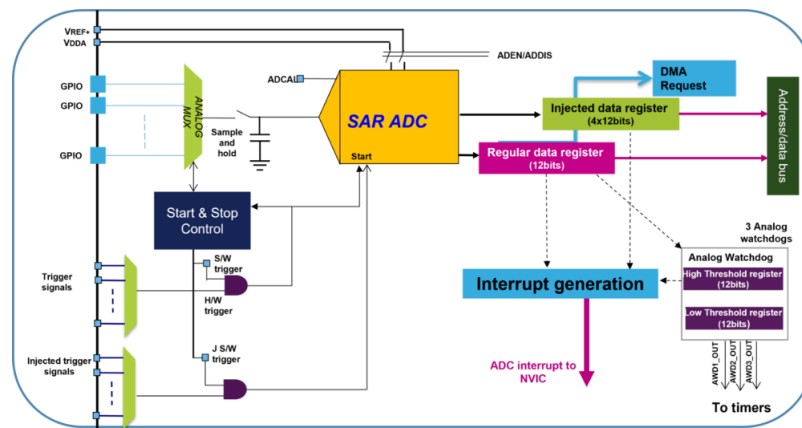 VREF+
VDDA
ADEN/ADDIS
ADCAL
GPIO
GPIO
GPIO
ANALOG
MUX
Sample
and
hold
SAR ADC
Start
DMA
Request
Injected data register
(4x12bits)
Regular data register
(12bits)
Address/data bus
Start & Stop
Control
S/W
trigger
H/W
trigger
Trigger
signals
J S/W
trigger
Injected trigger
signals
Interrupt generation
ADC interrupt to
NVIC
3 Analog
watchdogs
Analog Watchdog
High Threshold register
(12bits)
Low Threshold register
(12bits)
AWD1_OUT
AWD2_OUT
AWD3_OUT
To timers